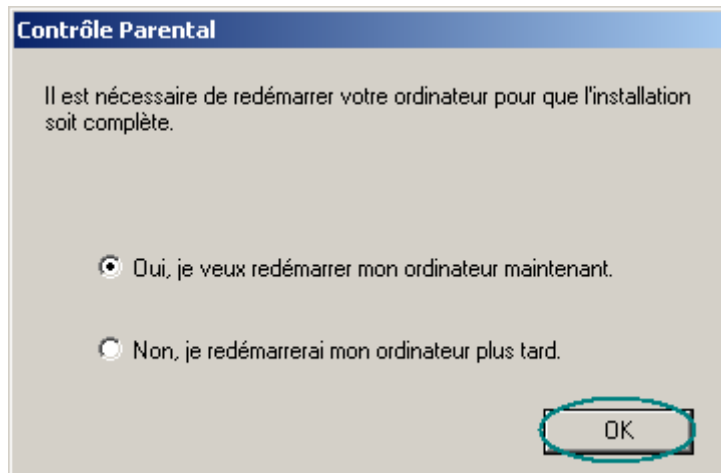 Contrôle Parental
Il est nécessaire de redémarrer votre ordinateur pour que l'installation
soit complète.
Oui, je veux redémarrer mon ordinateur maintenant.
Non, je redémarrerai mon ordinateur plus tard.
OK